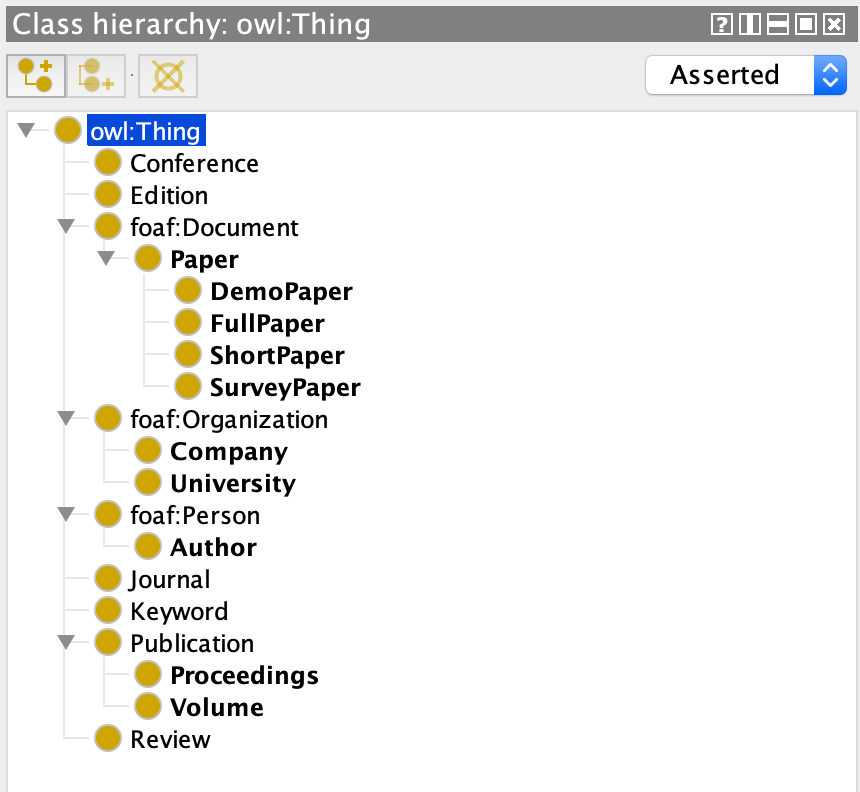 Class hierarchy: owl:Thing
Asserted
owl:Thing
Conference
Edition
foaf:Document
Paper
DemoPaper
FullPaper
ShortPaper
SurveyPaper
foaf:Organization
Company
University
foaf:Person
Author
Journal
Keyword
Publication
Proceedings
Volume
Review